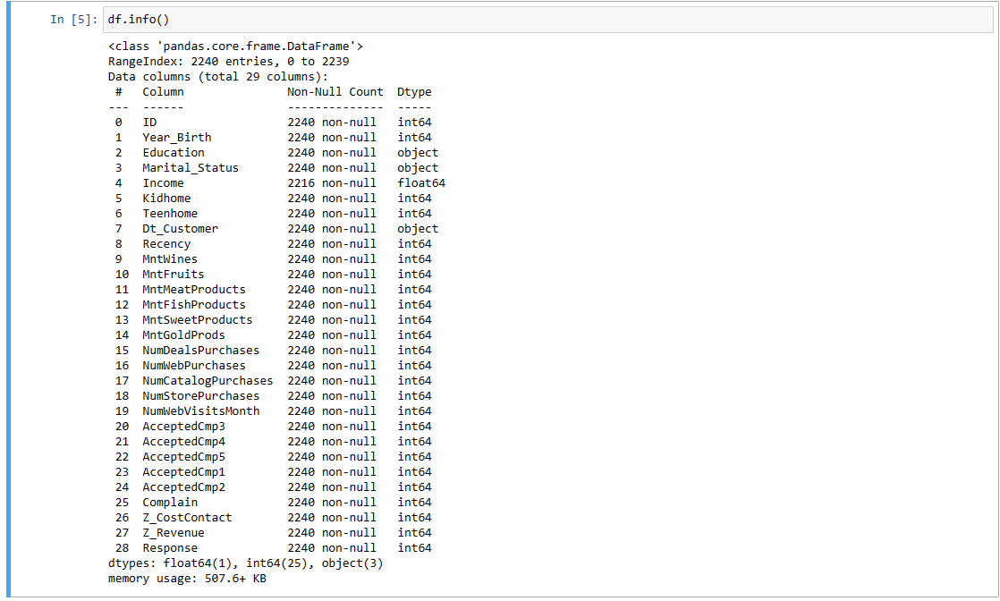 In [5]: df.info()
<class 'pandas.core.frame.DataFrame'>
RangeIndex: 2240 entries, 0 to 2239
Data columns (total 29 columns):
 #   Column               Non-Null Count  Dtype
---  ------               --------------  -----
 0   ID                   2240 non-null   int64
 1   Year_Birth           2240 non-null   int64
 2   Education            2240 non-null   object
 3   Marital_Status       2240 non-null   object
 4   Income               2216 non-null   float64
 5   Kidhome              2240 non-null   int64
 6   Teenhome             2240 non-null   int64
 7   Dt_Customer          2240 non-null   object
 8   Recency              2240 non-null   int64
 9   MntWines             2240 non-null   int64
 10  MntFruits            2240 non-null   int64
 11  MntMeatProducts      2240 non-null   int64
 12  MntFishProducts      2240 non-null   int64
 13  MntSweetProducts     2240 non-null   int64
 14  MntGoldProds         2240 non-null   int64
 15  NumDealsPurchases    2240 non-null   int64
 16  NumWebPurchases      2240 non-null   int64
 17  NumCatalogPurchases  2240 non-null   int64
 18  NumStorePurchases    2240 non-null   int64
 19  NumWebVisitsMonth    2240 non-null   int64
 20  AcceptedCmp3         2240 non-null   int64
 21  AcceptedCmp4         2240 non-null   int64
 22  AcceptedCmp5         2240 non-null   int64
 23  AcceptedCmp1         2240 non-null   int64
 24  AcceptedCmp2         2240 non-null   int64
 25  Complain             2240 non-null   int64
 26  Z_CostContact        2240 non-null   int64
 27  Z_Revenue            2240 non-null   int64
 28  Response             2240 non-null   int64
dtypes: float64(1), int64(25), object(3)
memory usage: 507.6+ KB